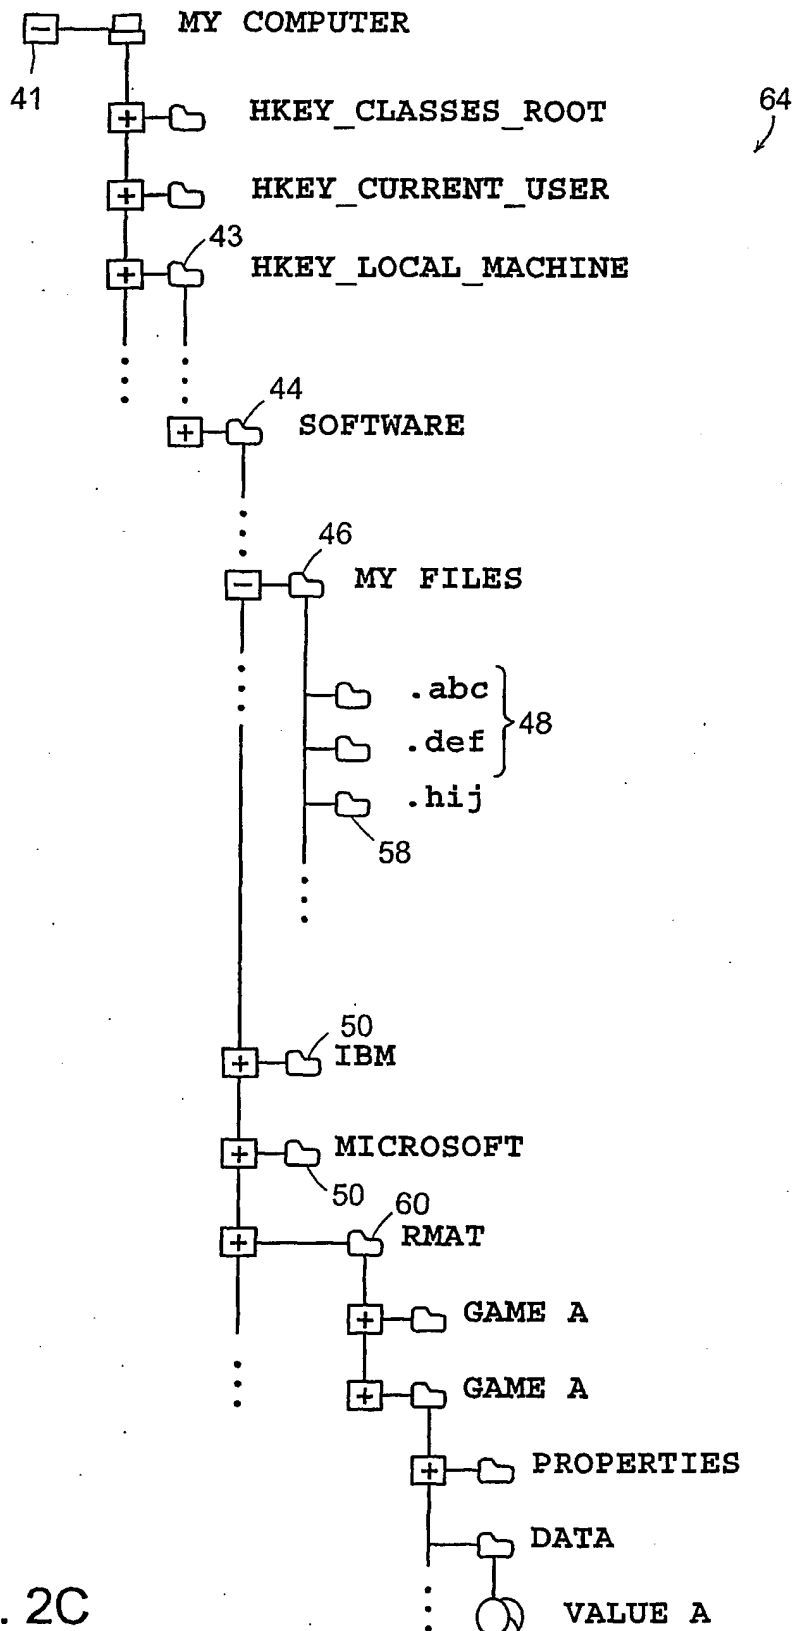 MY COMPUTER
41
HKEY_CLASSES_ROOT
64
HKEY_CURRENT_USER
43
HKEY_LOCAL_MACHINE
44
SOFTWARE
46
MY FILES
.abc
48
.def
.hij
58
50
IBM
MICROSOFT
50
60
RMAT
GAME A
GAME A
PROPERTIES
DATA
. 2C
VALUE A